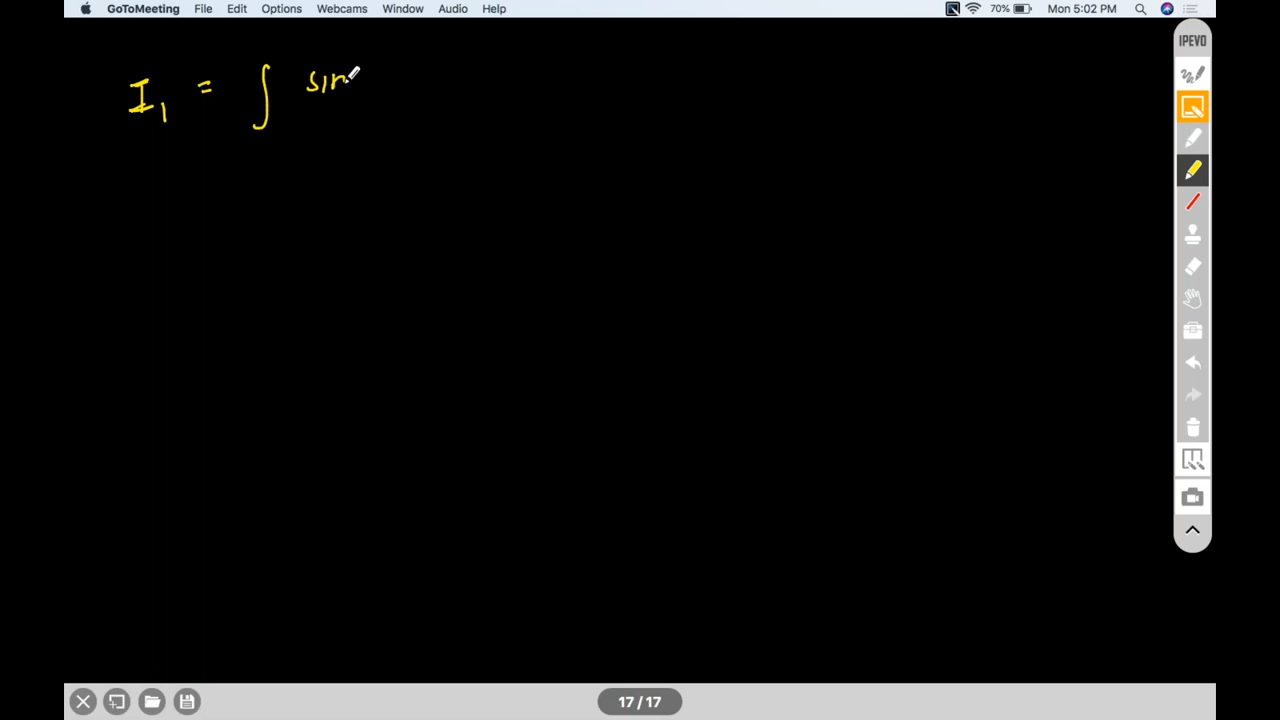 GoToMeeting File Edit Options Webcams Window Audio Help 70% Mon 5:02 PM
IPEVO
I₁ = ∫ sin
17/17